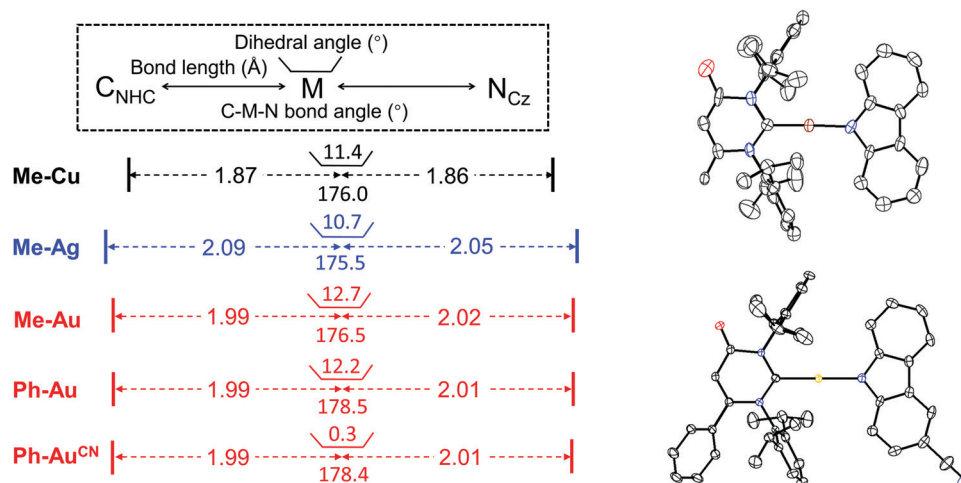 Dihedral angle (°)
Bond length (Å)
C_NHC M N_Cz
C-M-N bond angle (°)
Me-Cu 1.87 11.4 1.86
176.0
Me-Ag 2.09 10.7 2.05
175.5
Me-Au 1.99 12.7 2.02
176.5
Ph-Au 1.99 12.2 2.01
178.5
Ph-Au^CN 1.99 0.3 2.01
178.4